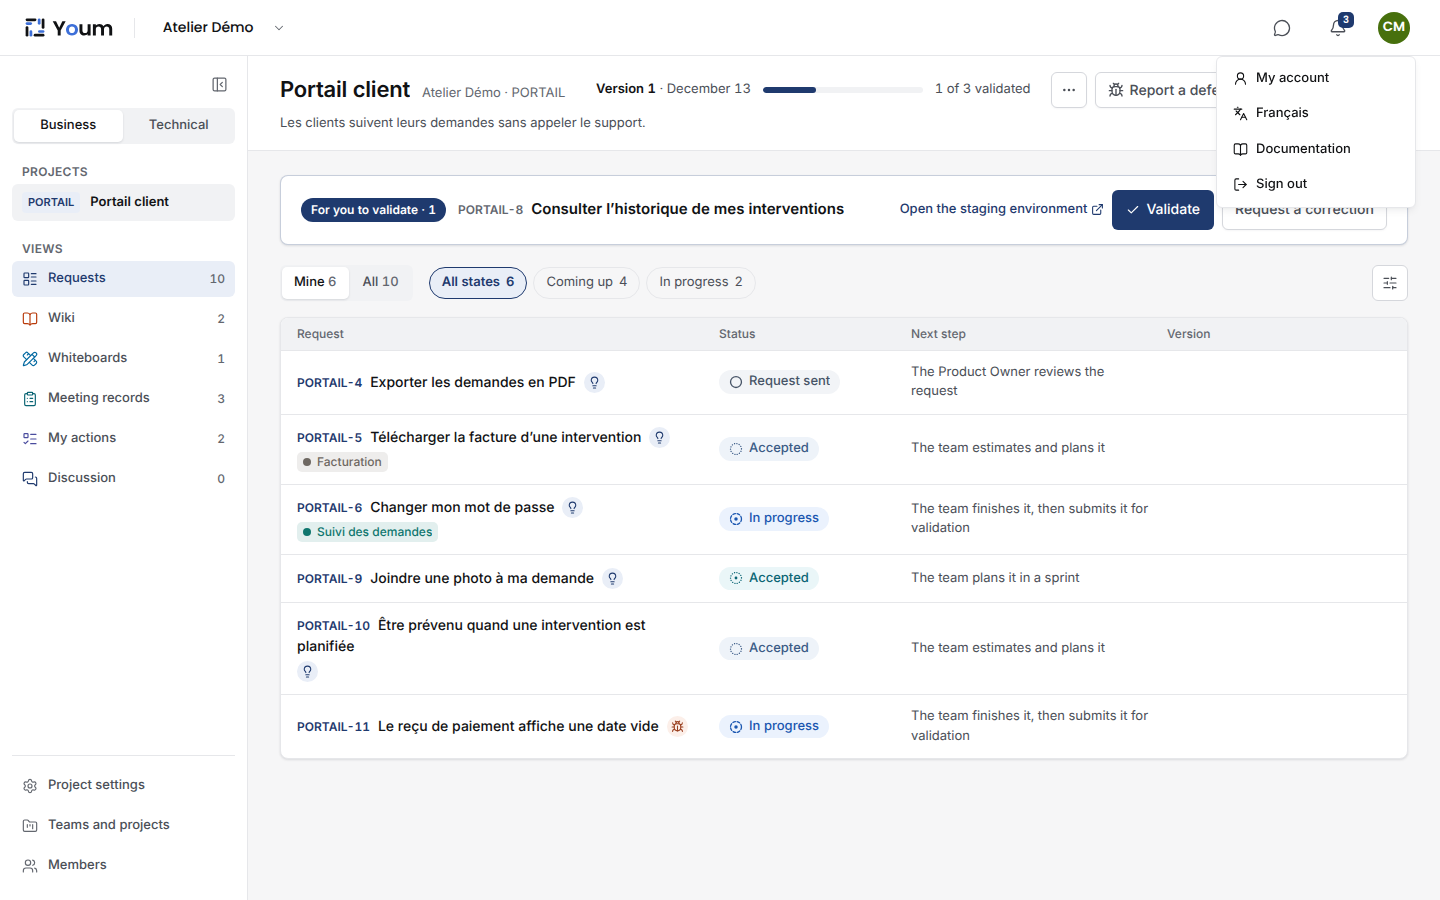 Youm
Atelier Démo
3
CM
My account
Français
Documentation
Sign out
Business
Technical
PROJECTS
PORTAIL Portail client
VIEWS
Requests 10
Wiki 2
Whiteboards 1
Meeting records 3
My actions 2
Discussion 0
Project settings
Teams and projects
Members
Portail client Atelier Démo · PORTAIL
Version 1 · December 13
1 of 3 validated
Report a defe
Les clients suivent leurs demandes sans appeler le support.
For you to validate · 1 PORTAIL-8 Consulter l’historique de mes interventions
Open the staging environment
Validate
Request a correction
Mine 6
All 10
All states 6
Coming up 4
In progress 2
Request Status Next step Version
PORTAIL-4 Exporter les demandes en PDF
Request sent
The Product Owner reviews the
request
PORTAIL-5 Télécharger la facture d’une intervention
Facturation
Accepted
The team estimates and plans it
PORTAIL-6 Changer mon mot de passe
Suivi des demandes
In progress
The team finishes it, then submits it for
validation
PORTAIL-9 Joindre une photo à ma demande
Accepted
The team plans it in a sprint
PORTAIL-10 Être prévenu quand une intervention est
planifiée
Accepted
The team estimates and plans it
PORTAIL-11 Le reçu de paiement affiche une date vide
In progress
The team finishes it, then submits it for
validation